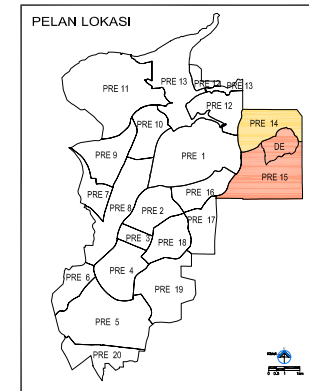 PELAN LOKASI
PRE 13
PRE 12
PRE 13
PRE 11
PRE 12
PRE 10
PRE 14
DE
PRE 9
PRE 1
PRE 15
PRE 7
PRE 16
PRE 8
PRE 2
PRE 17
PRE 3
PRE 18
PRE 4
PRE 6
PRE 19
PRE 5
PRE 20